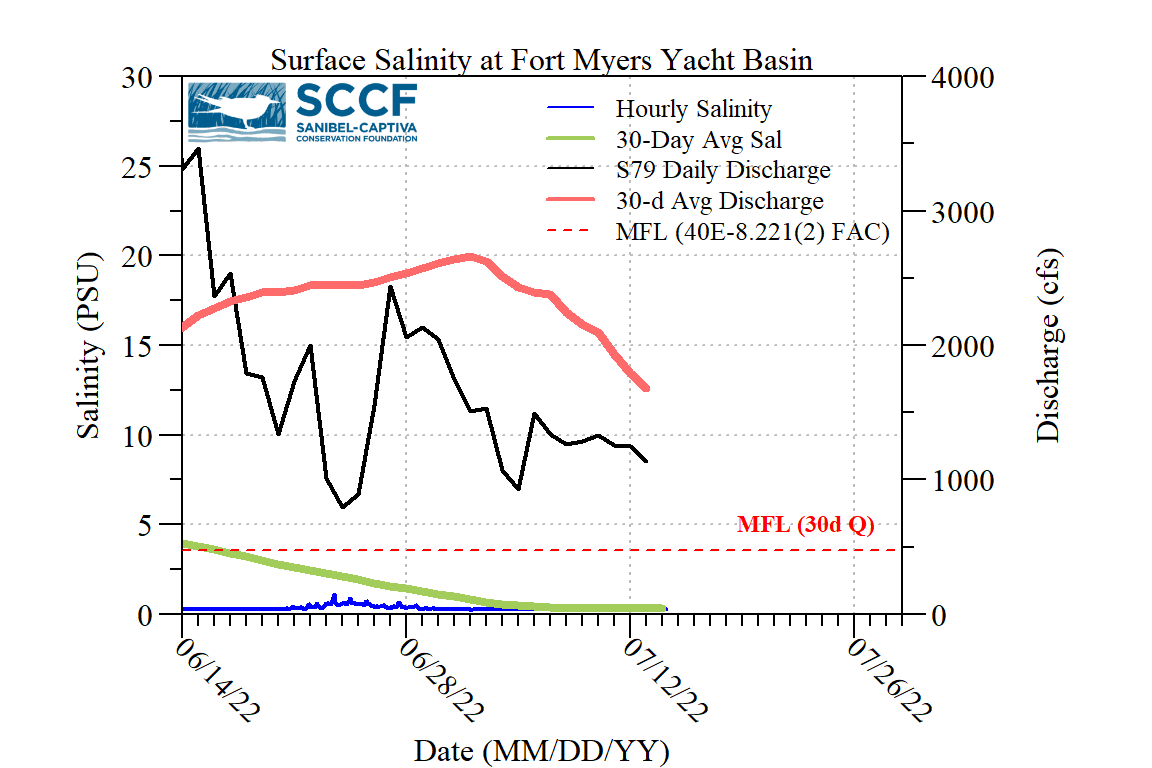 Surface Salinity at Fort Myers Yacht Basin
SCCF
SANIBEL-CAPTIVA
CONSERVATION FOUNDATION
Hourly Salinity
30-Day Avg Sal
S79 Daily Discharge
30-d Avg Discharge
MFL (40E-8.221(2) FAC)
30
25
20
15
10
5
0
Salinity (PSU)
4000
3000
2000
1000
0
Discharge (cfs)
MFL (30d Q)
06/14/22
06/28/22
07/12/22
07/26/22
Date (MM/DD/YY)